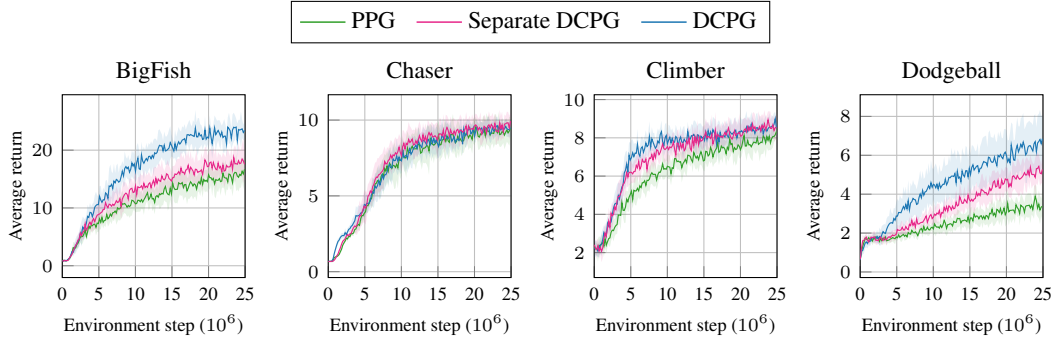 PPG Separate DCPG DCPG
BigFish Chaser Climber Dodgeball
Average return
20
10
0
0 5 10 15 20 25
Environment step (10^6)
Average return
10
5
0
0 5 10 15 20 25
Environment step (10^6)
Average return
10
8
6
4
2
0 5 10 15 20 25
Environment step (10^6)
Average return
8
6
4
2
0
0 5 10 15 20 25
Environment step (10^6)